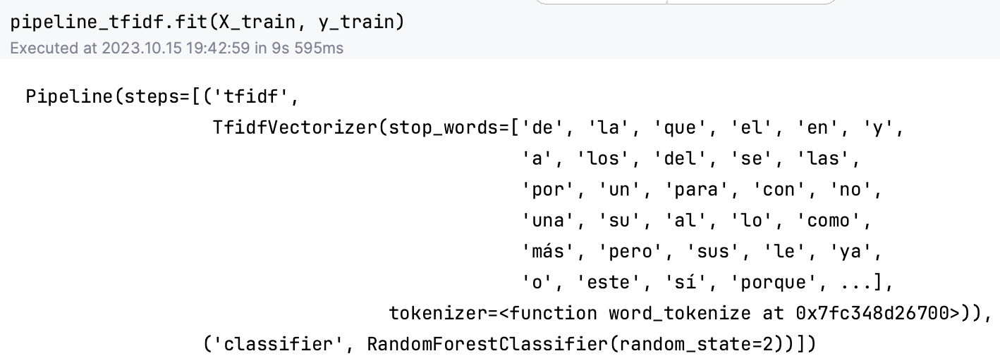 pipeline_tfidf.fit(X_train, y_train)
Executed at 2023.10.15 19:42:59 in 9s 595ms
Pipeline(steps=[('tfidf',
TfidfVectorizer(stop_words=['de', 'la', 'que', 'el', 'en', 'y',
'a', 'los', 'del', 'se', 'las',
'por', 'un', 'para', 'con', 'no',
'una', 'su', 'al', 'lo', 'como',
'más', 'pero', 'sus', 'le', 'ya',
'o', 'este', 'sí', 'porque', ...],
tokenizer=<function word_tokenize at 0x7fc348d26700>)),
('classifier', RandomForestClassifier(random_state=2))])